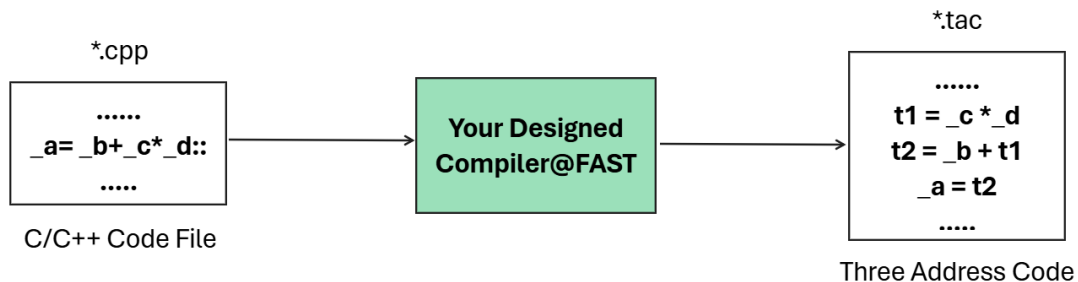 *.cpp
......
_a= _b+_c*_d::
.....
C/C++ Code File
Your Designed
Compiler@FAST
*.tac
......
t1 = _c *_d
t2 = _b + t1
_a = t2
.....
Three Address Code